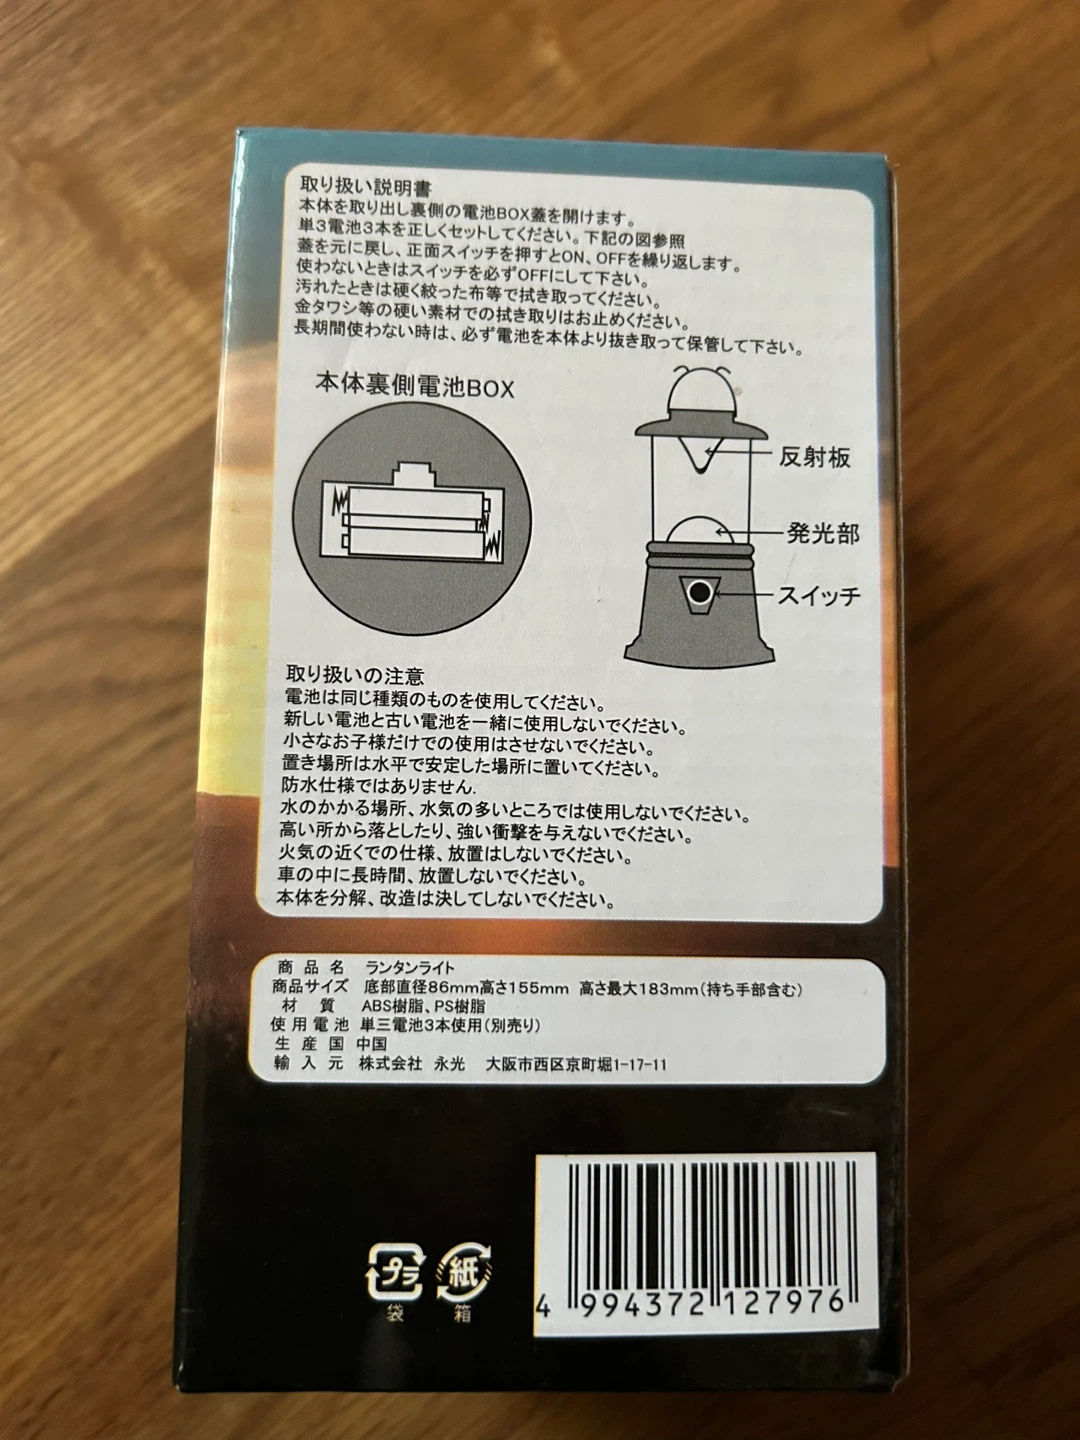 取り扱い説明書
本体を取り出し裏側の電池BOX蓋を開けます。
単3電池3本を正しくセットしてください。下記の図参照
蓋を元に戻し、正面スイッチを押すとON、OFFを繰り返します。
使わないときはスイッチを必ずOFFにして下さい。
汚れたときは硬く絞った布等で拭き取ってください。
金タワシ等の硬い素材での拭き取りはお止めください。
長期間使わない時は、必ず電池を本体より抜き取って保管して下さい。
本体裏側電池BOX
反射板
発光部
スイッチ
取り扱いの注意
電池は同じ種類のものを使用してください。
新しい電池と古い電池を一緒に使用しないでください。
小さなお子様だけでの使用はさせないでください。
置き場所は水平で安定した場所に置いてください。
防水仕様ではありません.
水のかかる場所、水気の多いところでは使用しないでください。
高い所から落としたり、強い衝撃を与えないでください。
火気の近くでの仕様、放置はしないでください。
車の中に長時間、放置しないでください。
本体を分解、改造は決してしないでください。
商品名 ランタンライト
商品サイズ 底部直径86mm高さ155mm 高さ最大183mm(持ち手部含む)
材質 ABS樹脂、PS樹脂
使用電池 単三電池3本使用(別売り)
生産国 中国
輸入元 株式会社 永光 大阪市西区京町堀1-17-11
プラ 紙
袋 箱
4 994372 127976